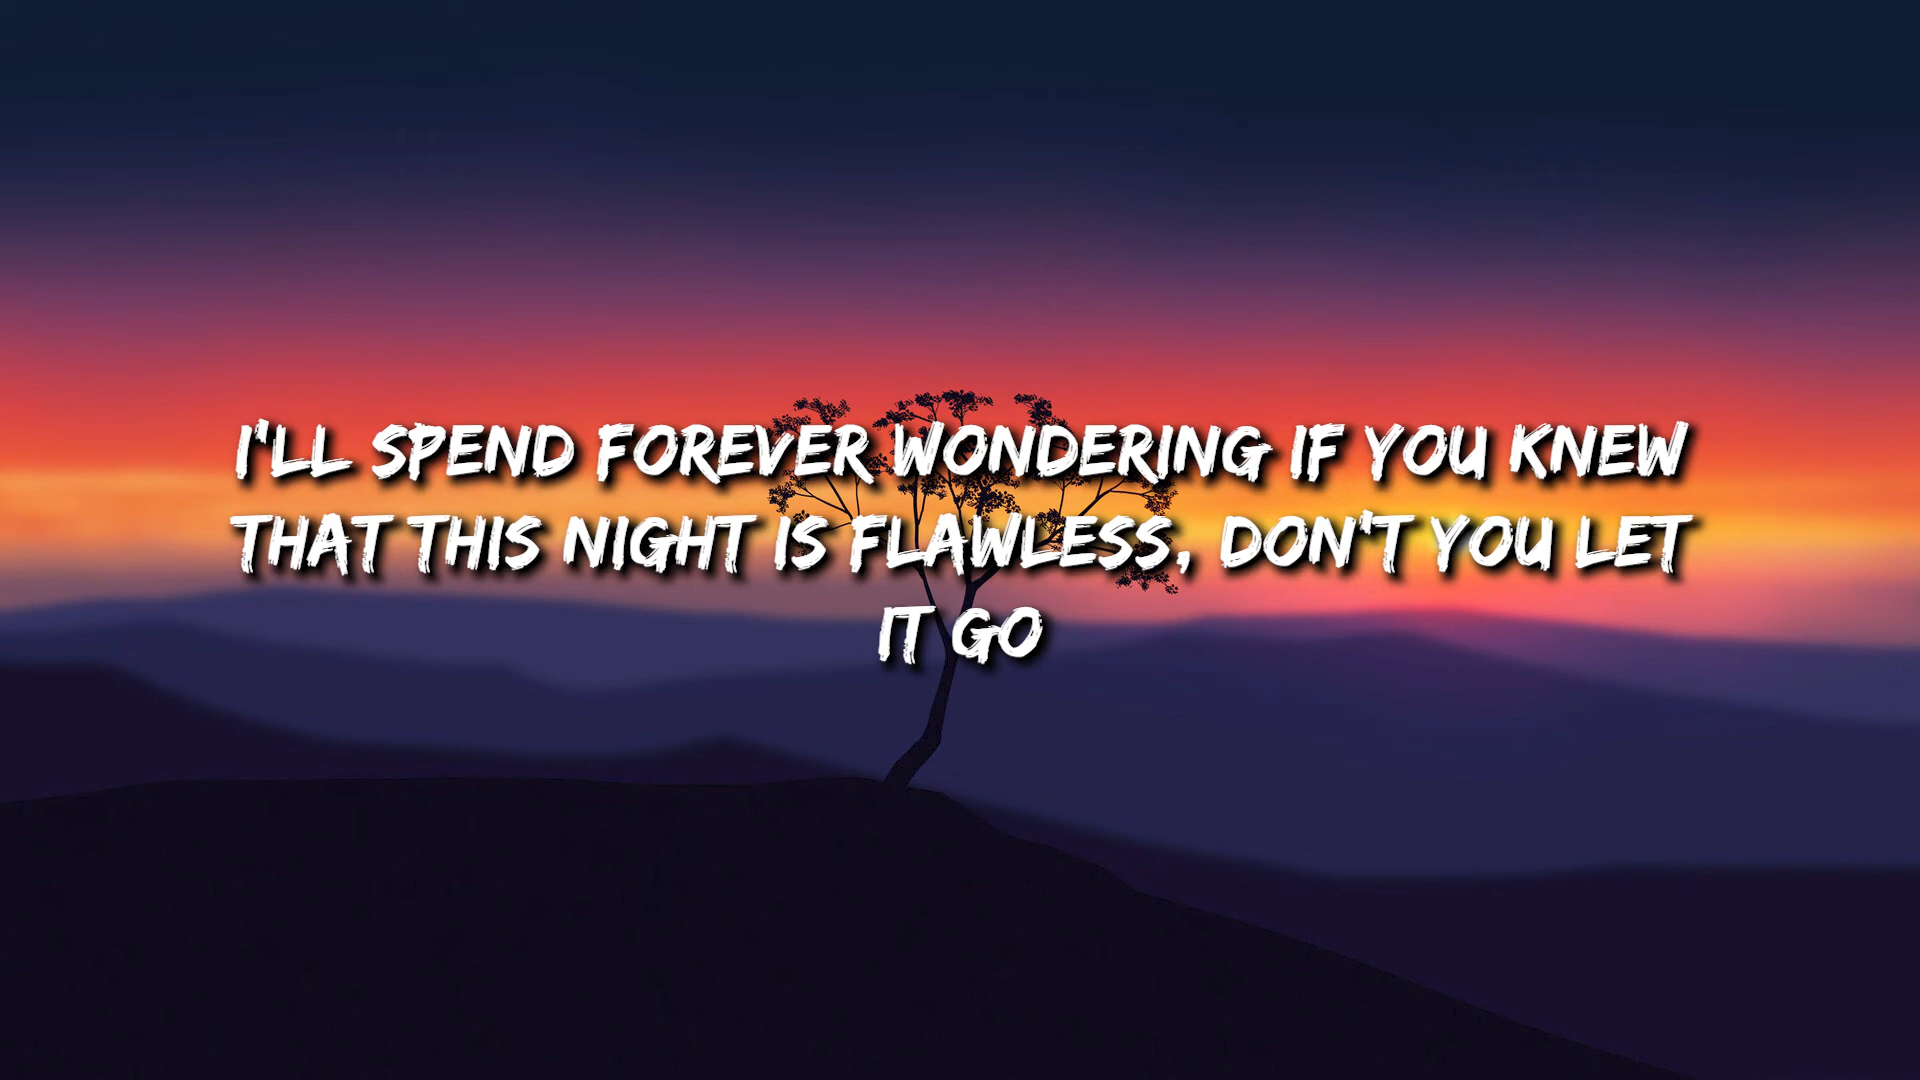 I'LL SPEND FOREVER WONDERING IF YOU KNEW
THAT THIS NIGHT IS FLAWLESS, DON'T YOU LET
IT GO